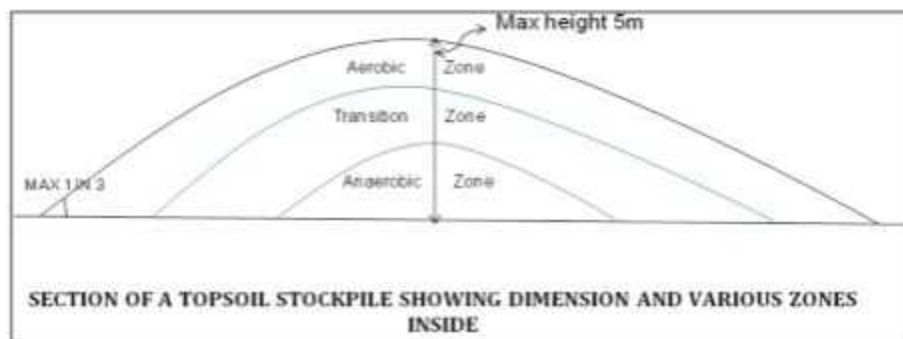 Max height 5m
Aerobic Zone
Transition Zone
MAX 1 IN 3
Anaerobic Zone
SECTION OF A TOPSOIL STOCKPILE SHOWING DIMENSION AND VARIOUS ZONES
INSIDE